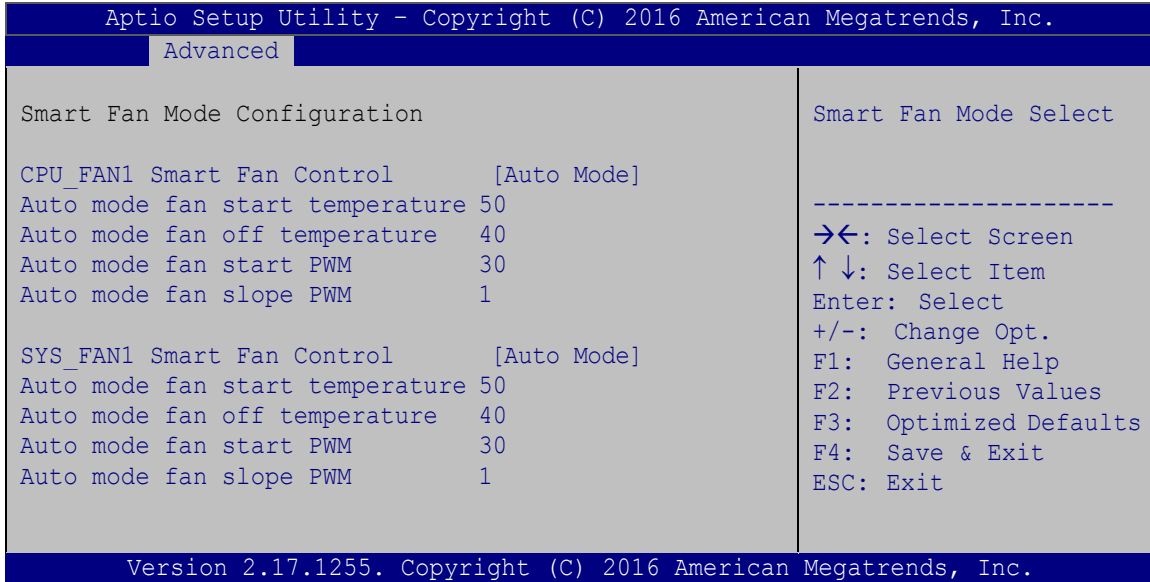 Aptio Setup Utility – Copyright (C) 2016 American Megatrends, Inc.
Advanced
Smart Fan Mode Configuration
CPU_FAN1 Smart Fan Control [Auto Mode]
Auto mode fan start temperature 50
Auto mode fan off temperature 40
Auto mode fan start PWM 30
Auto mode fan slope PWM 1
SYS_FAN1 Smart Fan Control [Auto Mode]
Auto mode fan start temperature 50
Auto mode fan off temperature 40
Auto mode fan start PWM 30
Auto mode fan slope PWM 1
Smart Fan Mode Select
---------------------
→←: Select Screen
↑ ↓: Select Item
Enter: Select
+/-: Change Opt.
F1: General Help
F2: Previous Values
F3: Optimized Defaults
F4: Save & Exit
ESC: Exit
Version 2.17.1255. Copyright (C) 2016 American Megatrends, Inc.